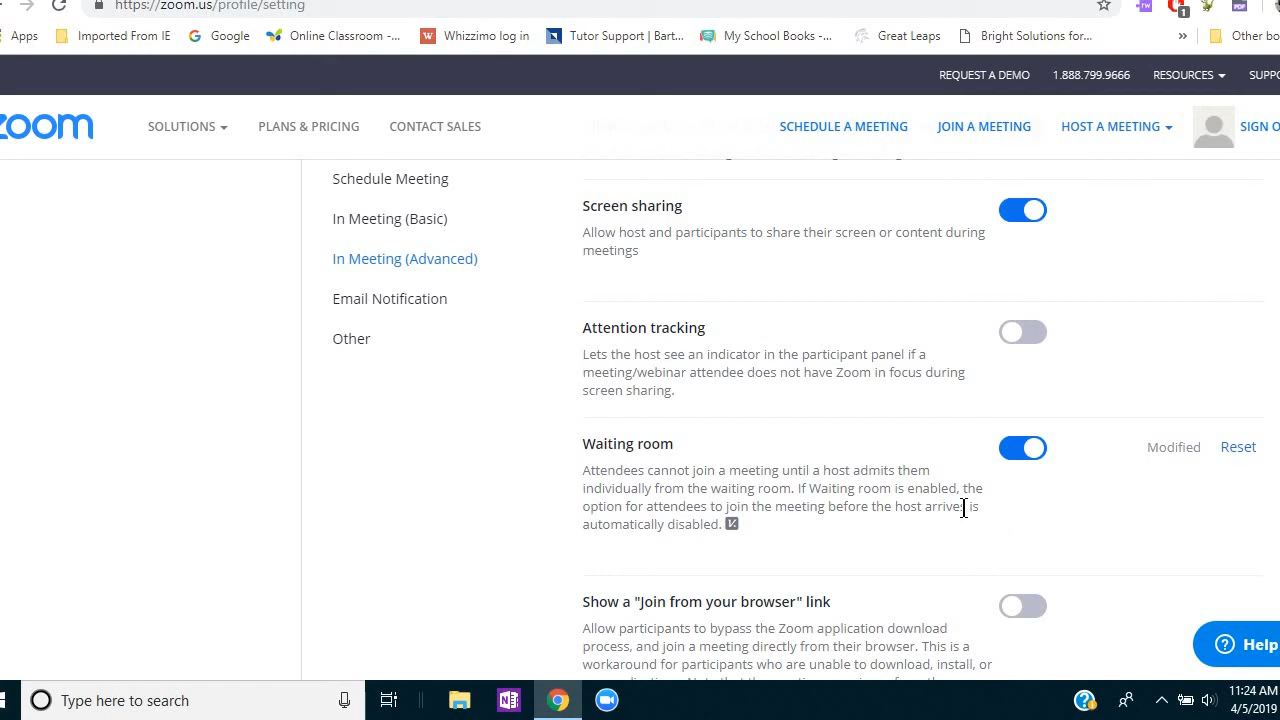 https://zoom.us/profile/setting
1
Apps
Imported From IE
Google
Online Classroom -...
Whizzimo log in
Tutor Support | Bart...
My School Books -...
Great Leaps
Bright Solutions for...
»
Other bo
REQUEST A DEMO
1.888.799.9666
RESOURCES
SUPPO
zoom
SOLUTIONS
PLANS & PRICING
CONTACT SALES
SCHEDULE A MEETING
JOIN A MEETING
HOST A MEETING
SIGN O
Schedule Meeting
In Meeting (Basic)
In Meeting (Advanced)
Email Notification
Other
Screen sharing
Allow host and participants to share their screen or content during
meetings
Attention tracking
Lets the host see an indicator in the participant panel if a
meeting/webinar attendee does not have Zoom in focus during
screen sharing.
Waiting room
Modified
Reset
Attendees cannot join a meeting until a host admits them
individually from the waiting room. If Waiting room is enabled, the
option for attendees to join the meeting before the host arrives is
automatically disabled.
Show a "Join from your browser" link
Allow participants to bypass the Zoom application download
process, and join a meeting directly from their browser. This is a
workaround for participants who are unable to download, install, or
Help
Type here to search
11:24 AM
4/5/2019